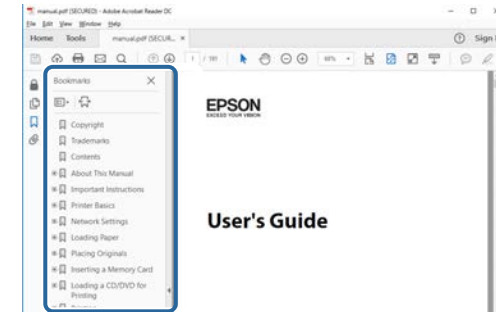 manual.pdf (SECURED) - Adobe Acrobat Reader DC
File Edit View Window Help
Home Tools manual.pdf (SECUR... × Sign I
1 / 191
Bookmarks ×
Copyright
Trademarks
Contents
About This Manual
Important Instructions
Printer Basics
Network Settings
Loading Paper
Placing Originals
Inserting a Memory Card
Loading a CD/DVD for
Printing
EPSON
EXCEED YOUR VISION
User's Guide